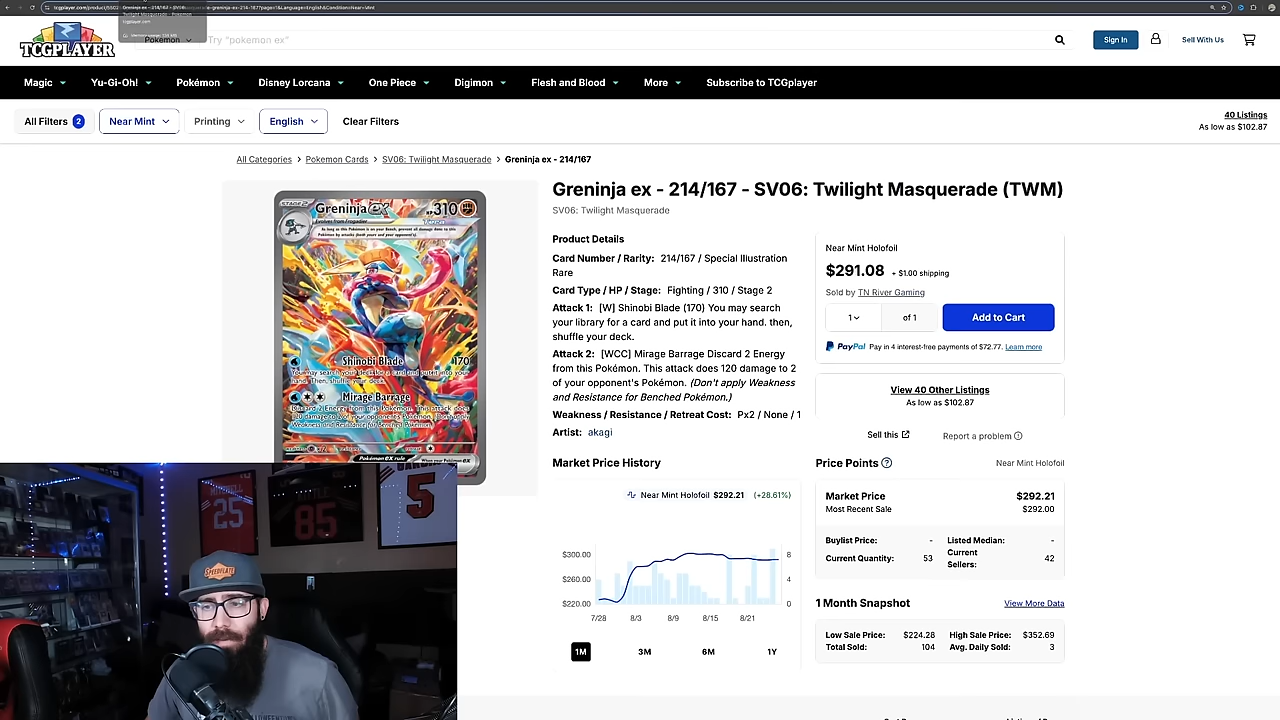 TCGPLAYER
Pokémon
Try "pokemon ex"
Sign In
Sell With Us
Magic
Yu-Gi-Oh!
Pokémon
Disney Lorcana
One Piece
Digimon
Flesh and Blood
More
Subscribe to TCGplayer
All Filters 2
Near Mint
Printing
English
Clear Filters
40 Listings
As low as $102.87
All Categories > Pokemon Cards > SV06: Twilight Masquerade > Greninja ex - 214/167
Greninja ex - 214/167 - SV06: Twilight Masquerade (TWM)
SV06: Twilight Masquerade
STAGE 2
Greninja ex
310
Evolves from Frogadier
Shinobi Blade 170
Mirage Barrage
Pokémon ex rule
Product Details
Card Number / Rarity: 214/167 / Special Illustration
Rare
Card Type / HP / Stage: Fighting / 310 / Stage 2
Attack 1: [W] Shinobi Blade (170) You may search
your library for a card and put it into your hand. then,
shuffle your deck.
Attack 2: [WCC] Mirage Barrage Discard 2 Energy
from this Pokémon. This attack does 120 damage to 2
of your opponent's Pokémon. (Don't apply Weakness
and Resistance for Benched Pokémon.)
Weakness / Resistance / Retreat Cost: Px2 / None / 1
Artist: akagi
Near Mint Holofoil
$291.08 + $1.00 shipping
Sold by TN River Gaming
1 of 1
Add to Cart
PayPal Pay in 4 interest-free payments of $72.77. Learn more
View 40 Other Listings
As low as $102.87
Sell this
Report a problem
Market Price History
Near Mint Holofoil $292.21 (+28.61%)
$300.00
$260.00
$220.00
8
4
0
7/28 8/3 8/9 8/15 8/21
1M 3M 6M 1Y
Price Points
Near Mint Holofoil
Market Price $292.21
Most Recent Sale $292.00
Buylist Price: -
Listed Median: -
Current Quantity: 53
Current
Sellers: 42
1 Month Snapshot
View More Data
Low Sale Price: $224.28
High Sale Price: $352.69
Total Sold: 104
Avg. Daily Sold: 3
25
85
5
SPEEDFLATE